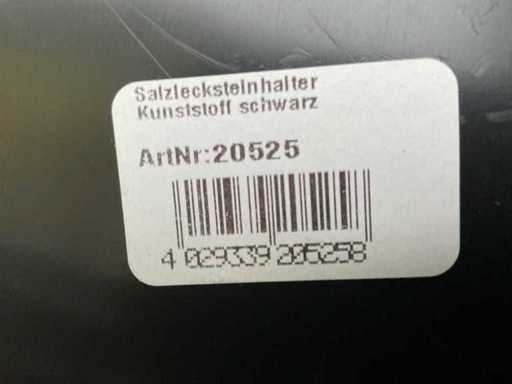 Salzlecksteinhalter
Kunststoff schwarz
ArtNr:20525
4 029339 205258